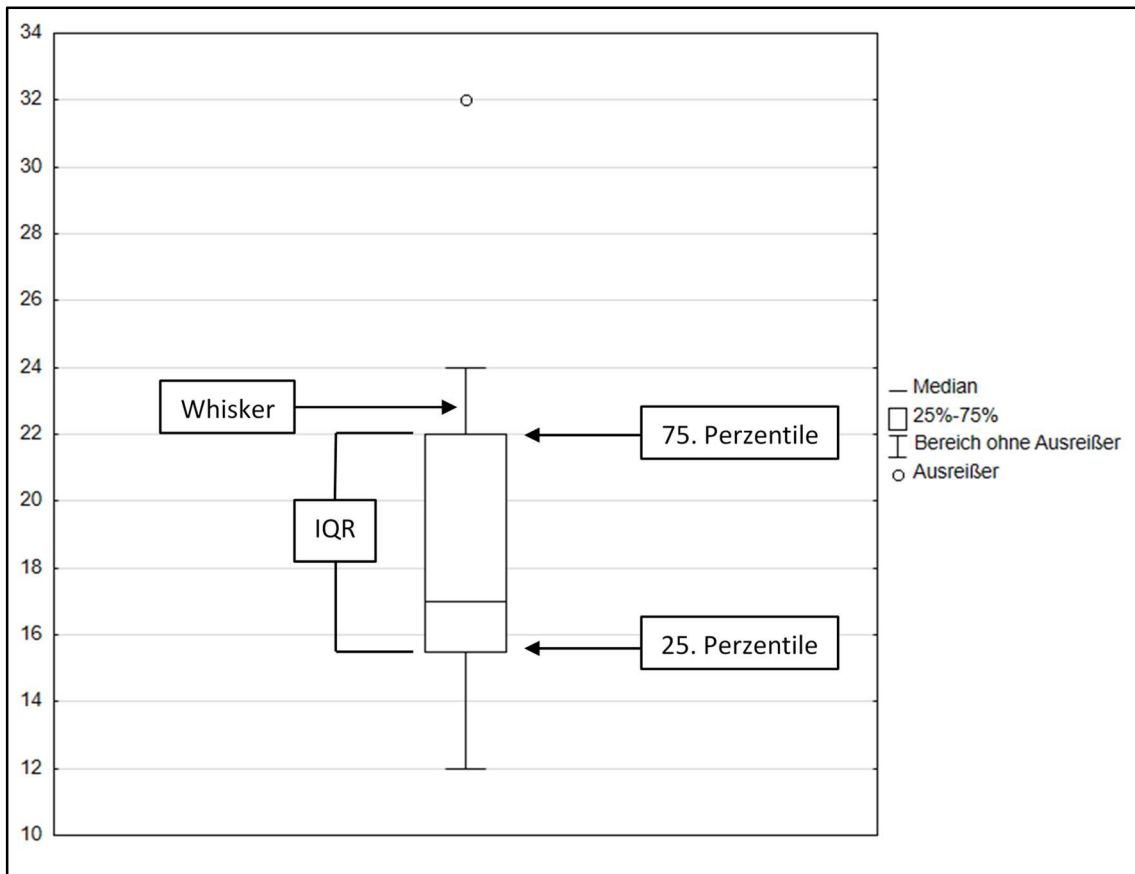 34
32
30
28
26
24
22
20
18
16
14
12
10
Whisker
IQR
75. Perzentile
25. Perzentile
Median
25%-75%
Bereich ohne Ausreißer
Ausreißer